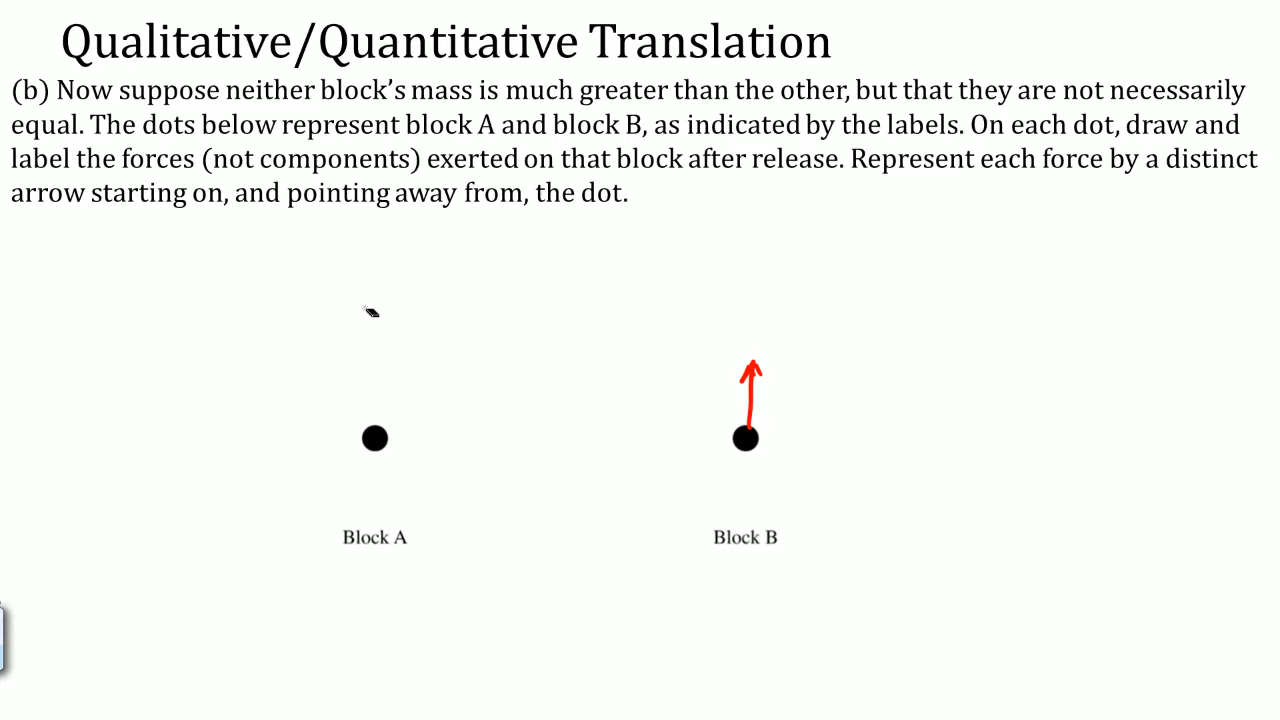 Qualitative/Quantitative Translation
(b) Now suppose neither block’s mass is much greater than the other, but that they are not necessarily
equal. The dots below represent block A and block B, as indicated by the labels. On each dot, draw and
label the forces (not components) exerted on that block after release. Represent each force by a distinct
arrow starting on, and pointing away from, the dot.
Block A
Block B